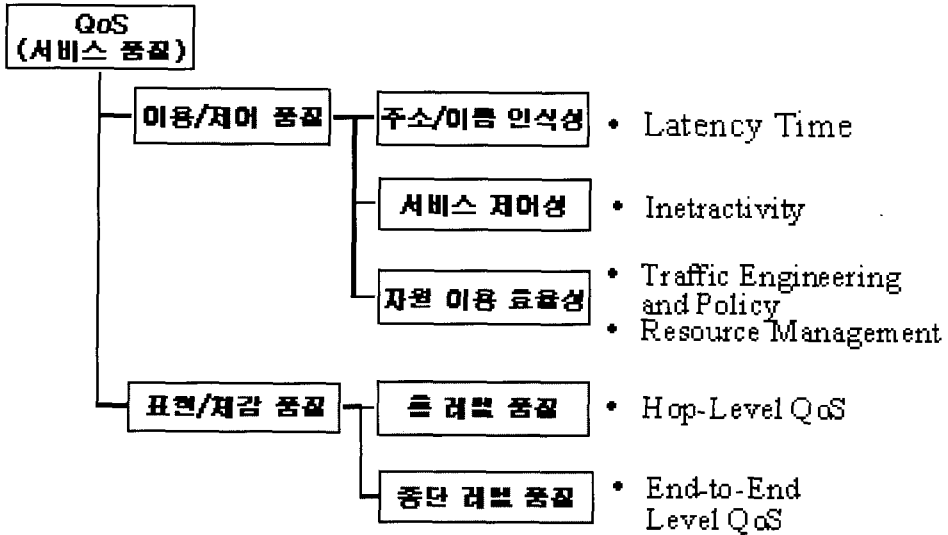 QoS
(서비스 품질)
이용/제어 품질
주소/이름 인식성
• Latency Time
서비스 제어성
• Inetractivity
자원 이용 효율성
• Traffic Engineering
and Policy
• Resource Management
표현/체감 품질
홉 레벨 품질
• Hop-Level QoS
종단 레벨 품질
• End-to-End
Level QoS